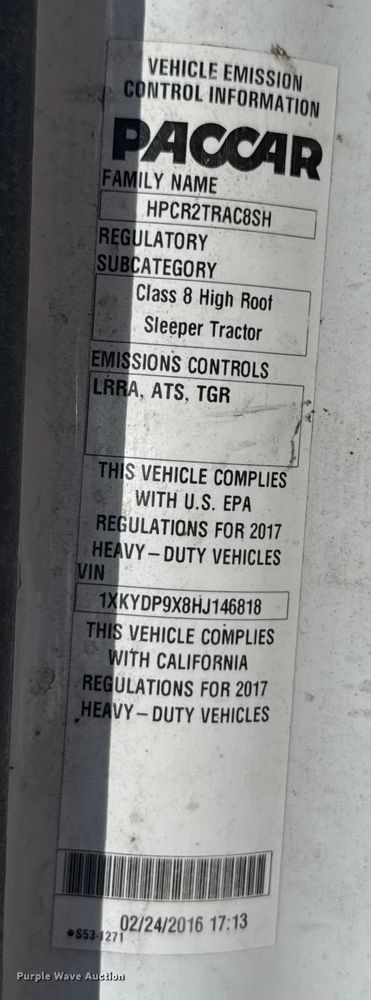 VEHICLE EMISSION
CONTROL INFORMATION
PACCAR
FAMILY NAME
HPCR2TRAC8SH
REGULATORY
SUBCATEGORY
Class 8 High Roof
Sleeper Tractor
EMISSIONS CONTROLS
LRRA, ATS, TGR
THIS VEHICLE COMPLIES
WITH U.S. EPA
REGULATIONS FOR 2017
HEAVY–DUTY VEHICLES
VIN
1XKYDP9X8HJ146818
THIS VEHICLE COMPLIES
WITH CALIFORNIA
REGULATIONS FOR 2017
HEAVY–DUTY VEHICLES
02/24/2016 17:13
S53-1271
Purple Wave Auction